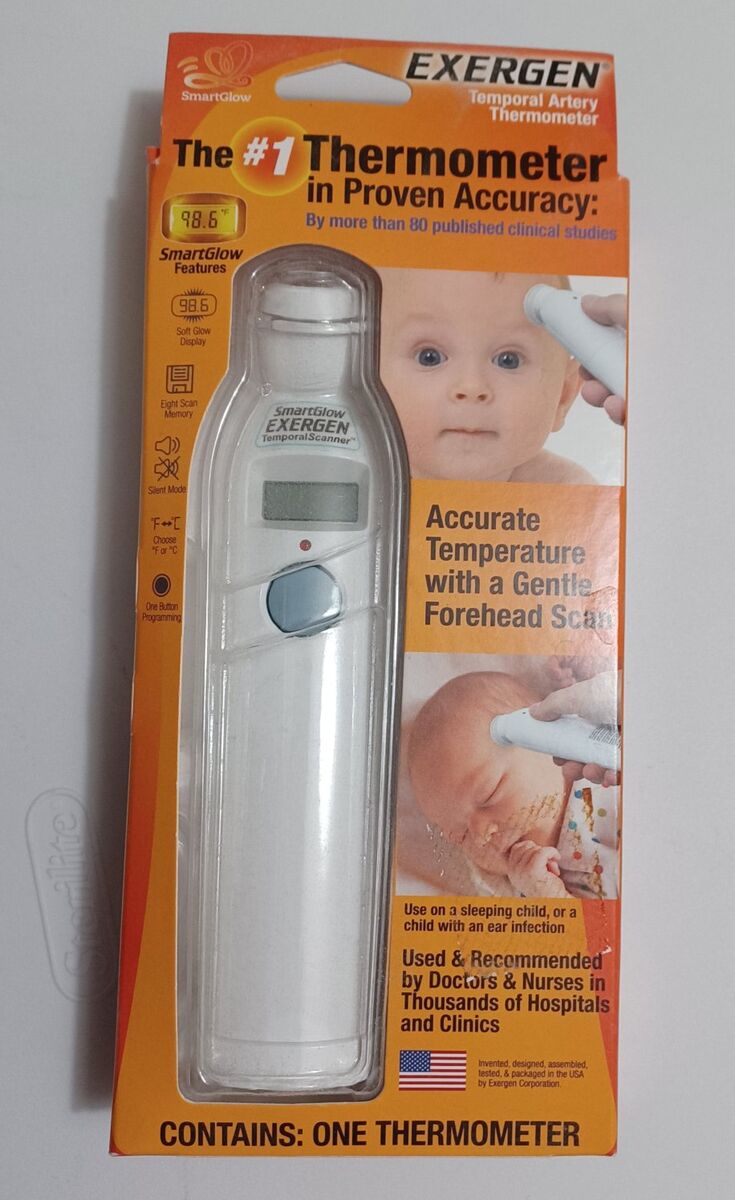 SmartGlow
EXERGEN®
Temporal Artery
Thermometer
The #1 Thermometer
in Proven Accuracy:
By more than 80 published clinical studies
98.6°F
SmartGlow
Features
98.6
Soft Glow
Display
Eight Scan
Memory
Silent Mode
°F↔°C
Choose
°F or °C
One Button
Programming
SmartGlow
EXERGEN
TemporalScanner™
Accurate
Temperature
with a Gentle
Forehead Scan
Use on a sleeping child, or a
child with an ear infection
Used & Recommended
by Doctors & Nurses in
Thousands of Hospitals
and Clinics
Invented, designed, assembled,
tested, & packaged in the USA
by Exergen Corporation.
CONTAINS: ONE THERMOMETER
Sterilite